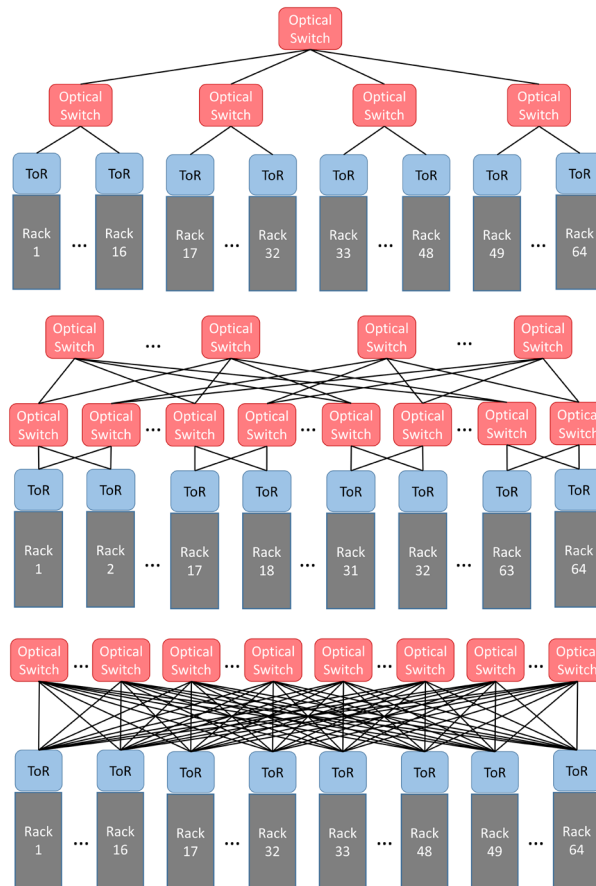 Optical
Switch
Optical Switch Optical Switch Optical Switch Optical Switch
ToR ToR ToR ToR ToR ToR ToR ToR
Rack 1 ... Rack 16 Rack 17 ... Rack 32 Rack 33 ... Rack 48 Rack 49 ... Rack 64
Optical Switch ... Optical Switch Optical Switch ... Optical Switch
Optical Switch Optical Switch ... Optical Switch Optical Switch ... Optical Switch Optical Switch ... Optical Switch Optical Switch
ToR ToR ToR ToR ToR ToR ToR ToR
Rack 1 Rack 2 ... Rack 17 Rack 18 ... Rack 31 Rack 32 ... Rack 63 Rack 64
Optical Switch ... Optical Switch Optical Switch ... Optical Switch Optical Switch ... Optical Switch Optical Switch ... Optical Switch
ToR ToR ToR ToR ToR ToR ToR ToR
Rack 1 ... Rack 16 Rack 17 ... Rack 32 Rack 33 ... Rack 48 Rack 49 ... Rack 64